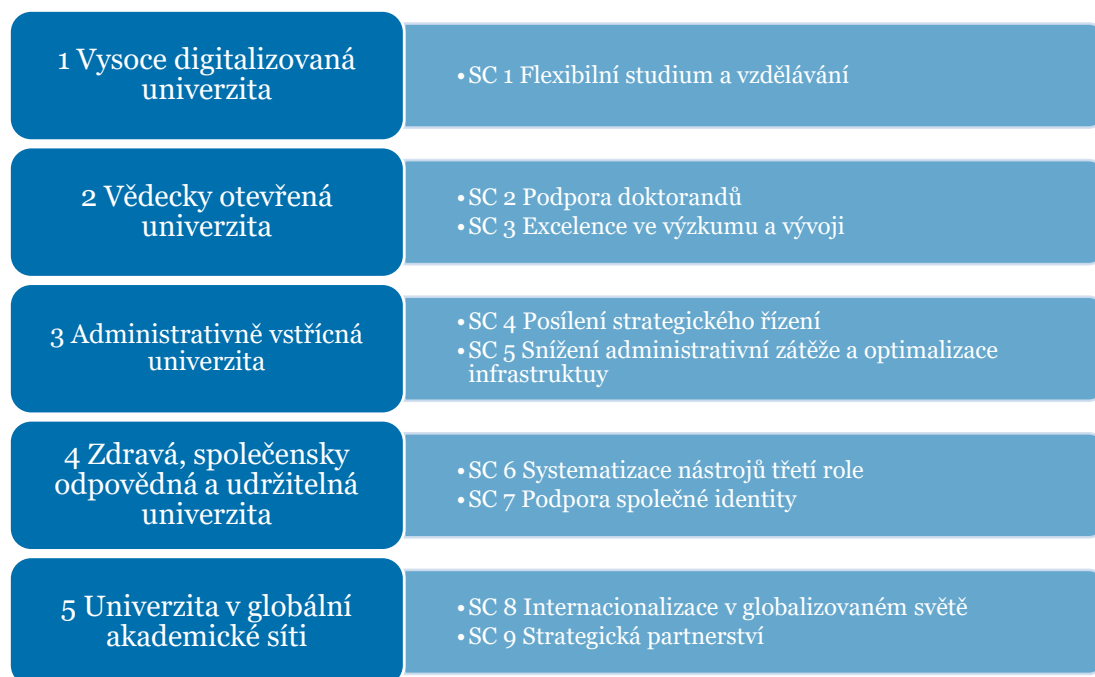 1 Vysoce digitalizovaná
univerzita
•SC 1 Flexibilní studium a vzdělávání
2 Vědecky otevřená
univerzita
•SC 2 Podpora doktorandů
•SC 3 Excelence ve výzkumu a vývoji
3 Administrativně vstřícná
univerzita
•SC 4 Posílení strategického řízení
•SC 5 Snížení administrativní zátěže a optimalizace
infrastruktuy
4 Zdravá, společensky
odpovědná a udržitelná
univerzita
•SC 6 Systematizace nástrojů třetí role
•SC 7 Podpora společné identity
5 Univerzita v globální
akademické síti
•SC 8 Internacionalizace v globalizovaném světě
•SC 9 Strategická partnerství